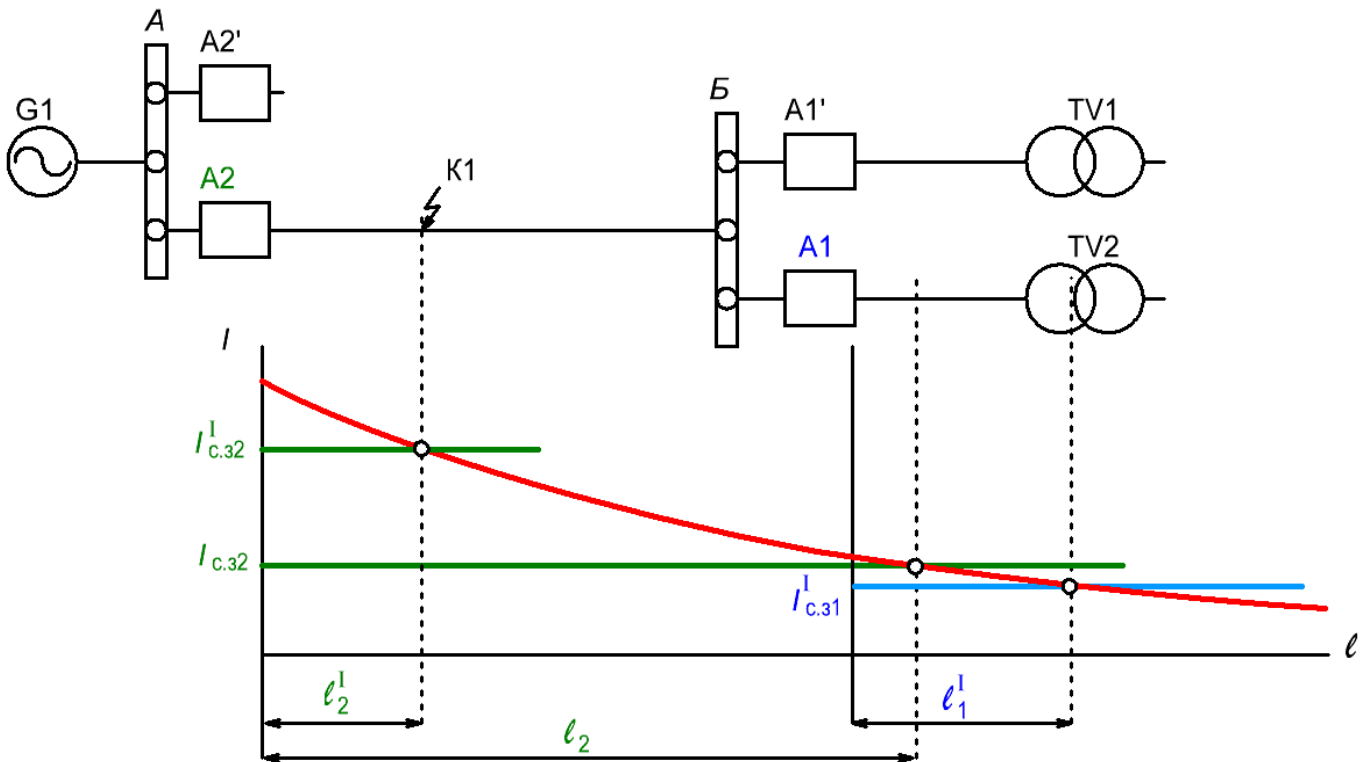 А
А2'
G1
А2
К1
Б
А1'
TV1
А1
TV2
I
I с.з2 I
I с.з2
I с.з1 I
ℓ
ℓ 2 I
ℓ 1 I
ℓ 2